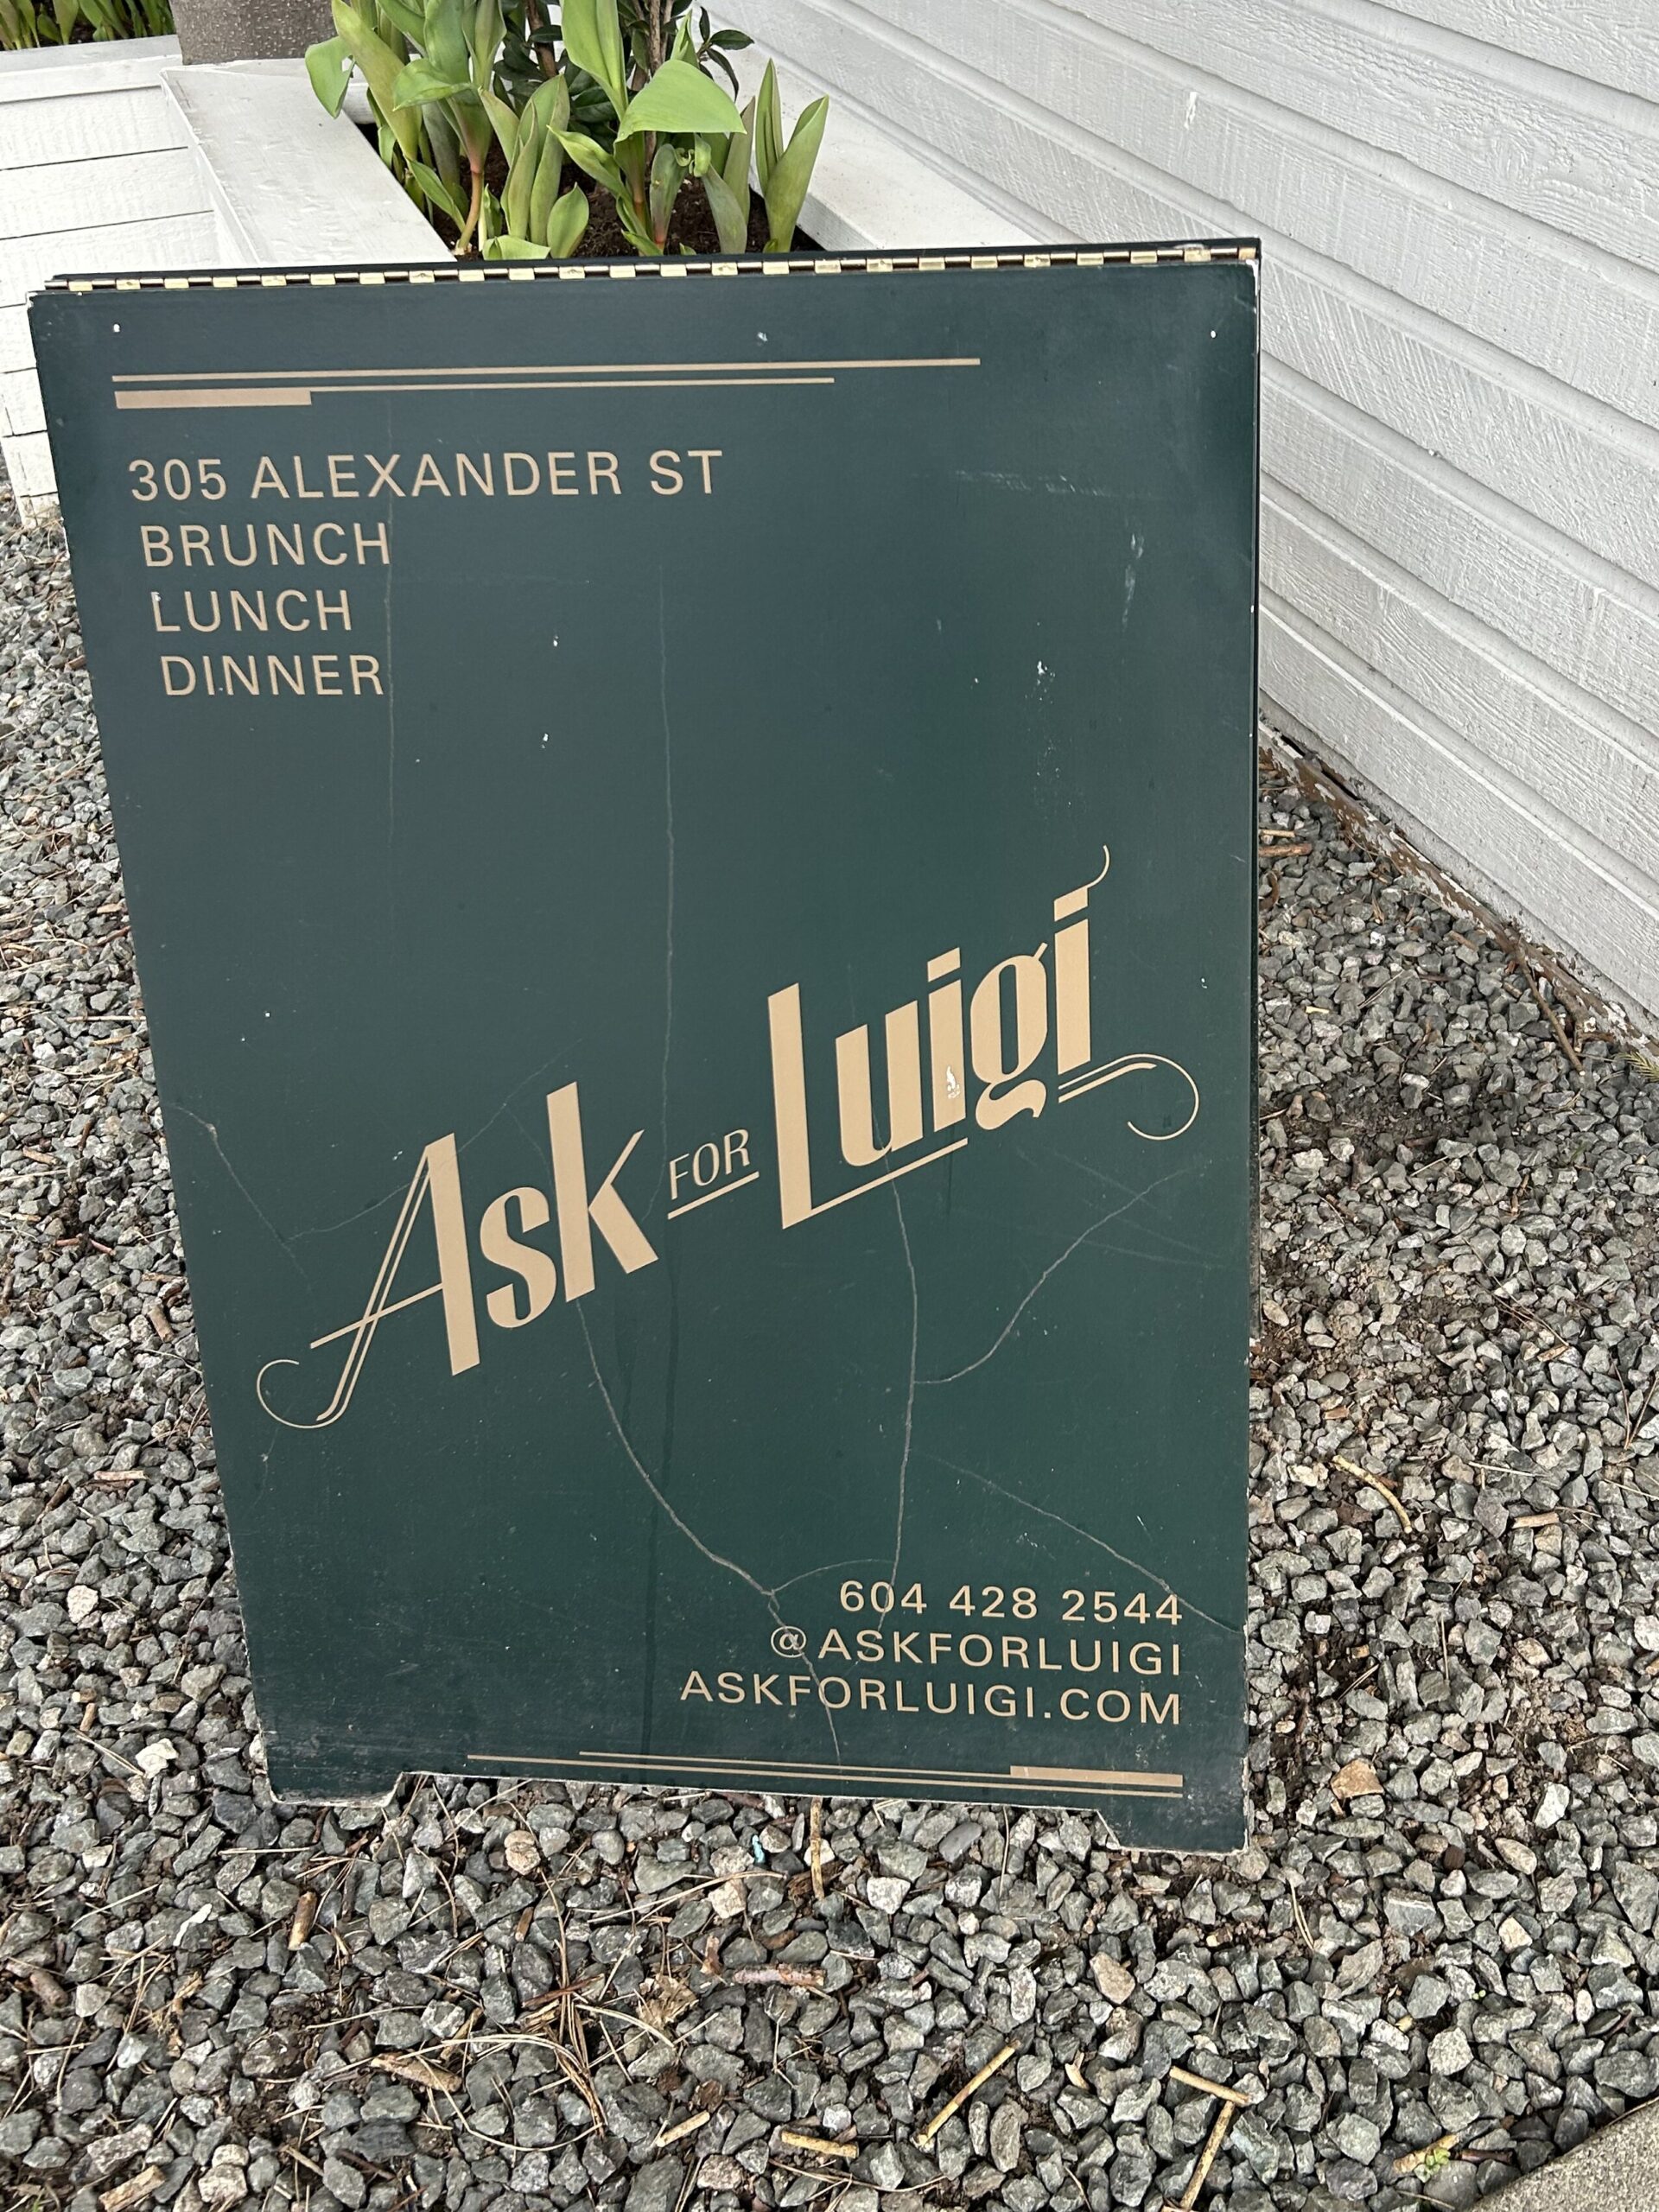 305 ALEXANDER ST
BRUNCH
LUNCH
DINNER
Ask FOR Luigi
604 428 2544
@ASKFORLUIGI
ASKFORLUIGI.COM